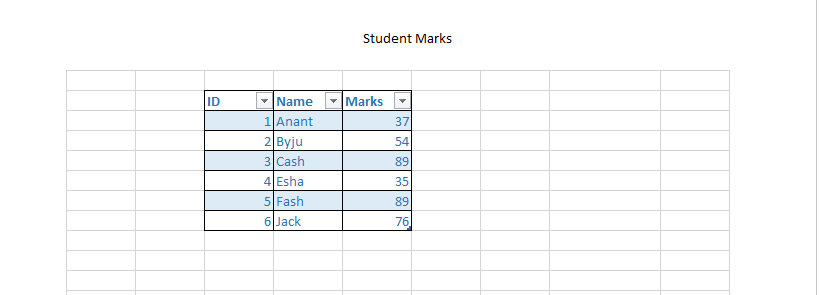 Student Marks
ID Name Marks
1 Anant 37
2 Byju 54
3 Cash 89
4 Esha 35
5 Fash 89
6 Jack 76